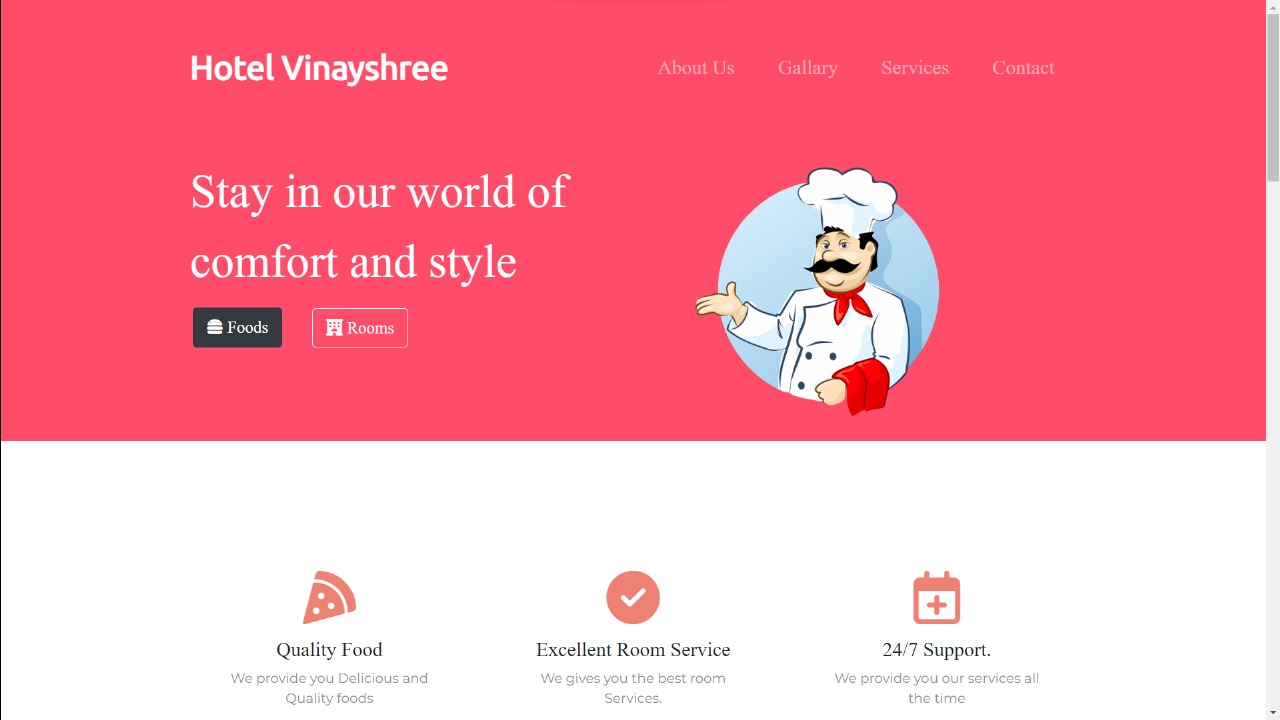 Hotel Vinayshree
About Us Gallary Services Contact
Stay in our world of
comfort and style
Foods Rooms
Quality Food
We provide you Delicious and
Quality foods
Excellent Room Service
We gives you the best room
Services.
24/7 Support.
We provide you our services all
the time